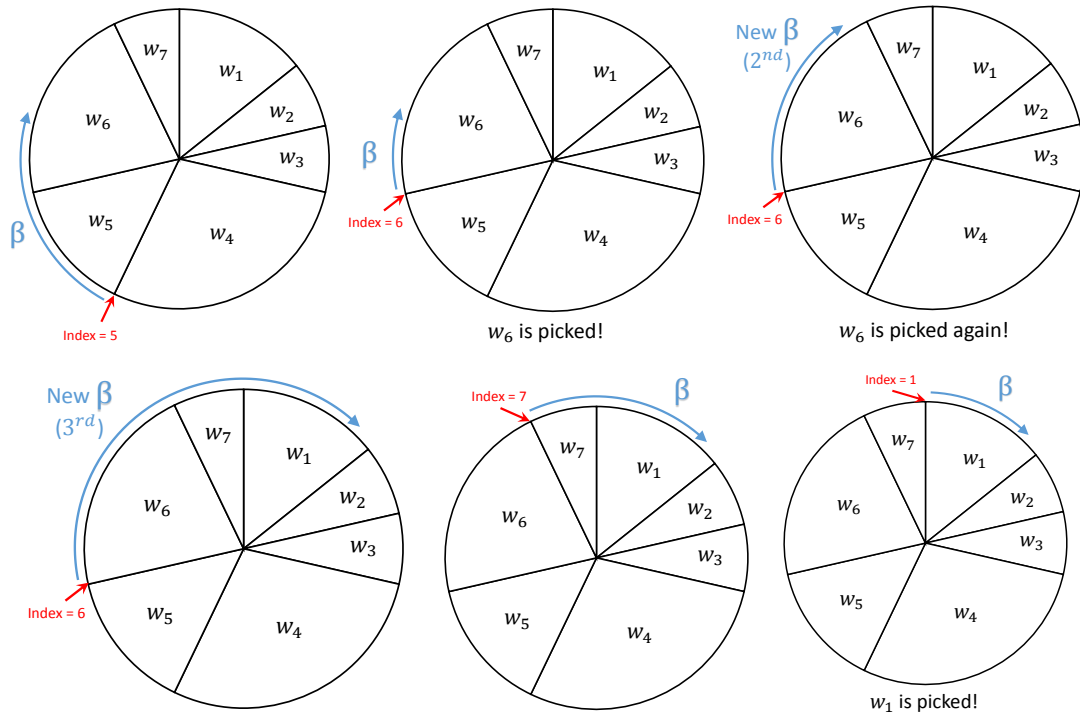 w₇
w₁
w₂
w₃
w₄
w₅
w₆
β
Index = 5
w₇
w₁
w₂
w₃
w₄
w₅
w₆
β
Index = 6
w₆ is picked!
New β
(2ⁿᵈ)
w₇
w₁
w₂
w₃
w₄
w₅
w₆
Index = 6
w₆ is picked again!
New β
(3ʳᵈ)
w₇
w₁
w₂
w₃
w₄
w₅
w₆
Index = 6
Index = 7
β
w₇
w₁
w₂
w₃
w₄
w₅
w₆
Index = 1
β
w₇
w₁
w₂
w₃
w₄
w₅
w₆
w₁ is picked!